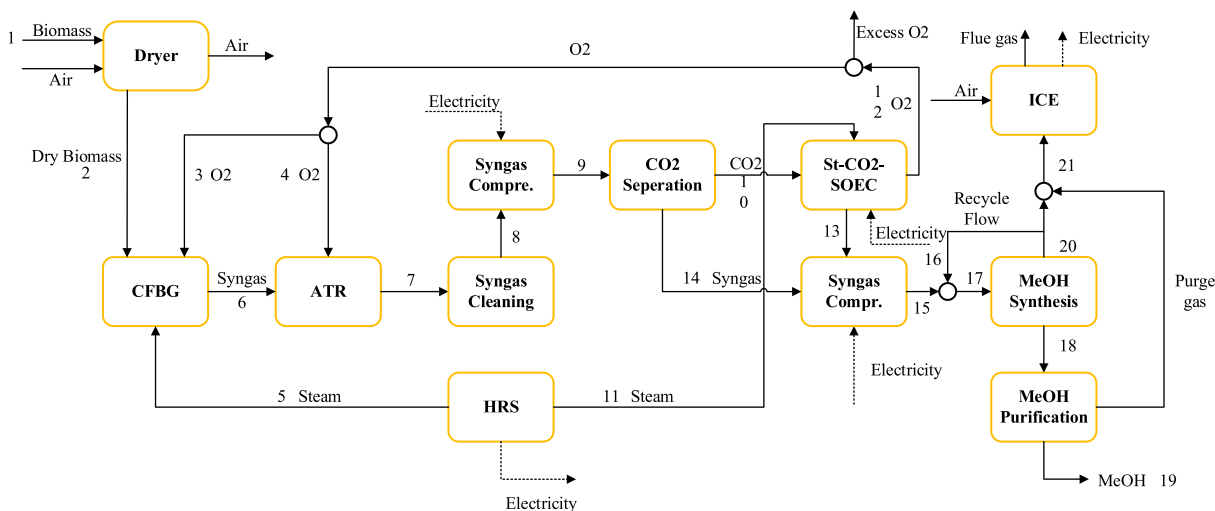 1
Biomass
Air
Dryer
Air
O2
Excess O2
1
2
O2
Flue gas
Electricity
Air
ICE
Electricity
Dry Biomass
2
3 O2
4 O2
Syngas
Compre.
9
CO2
Seperation
CO2
1
0
St-CO2-
SOEC
21
Recycle
Flow
8
13
Electricity
16
20
CFBG
Syngas
6
ATR
7
Syngas
Cleaning
14 Syngas
Syngas
Compr.
15
17
MeOH
Synthesis
Purge
gas
18
Electricity
5 Steam
HRS
11 Steam
MeOH
Purification
Electricity
MeOH 19